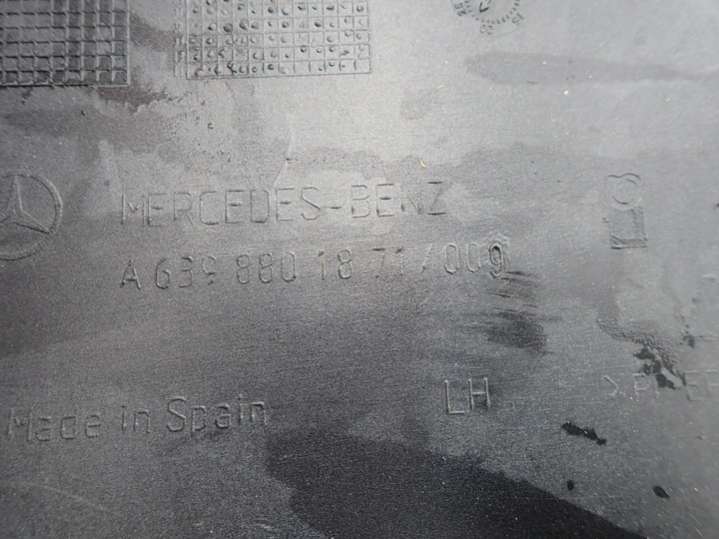 MERCEDES-BENZ
A 639 880 18 71/009
Made in Spain
LH